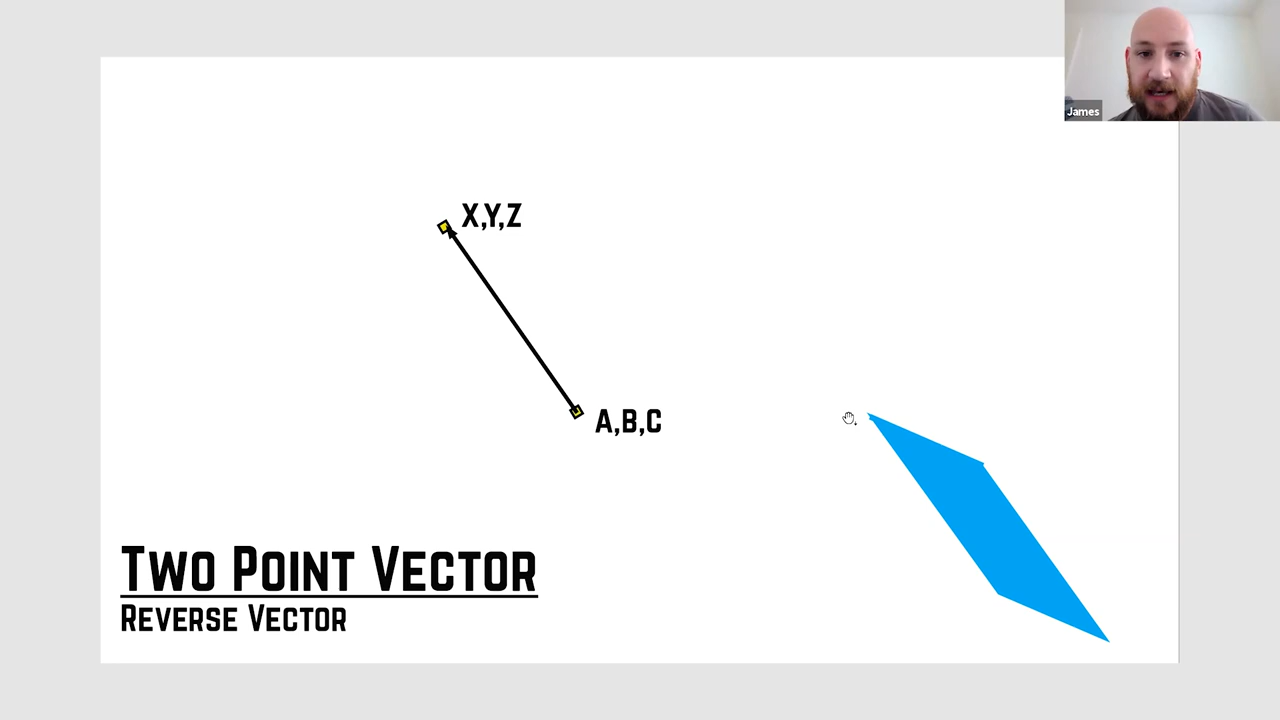 James
X,Y,Z
A,B,C
Two Point Vector
Reverse Vector